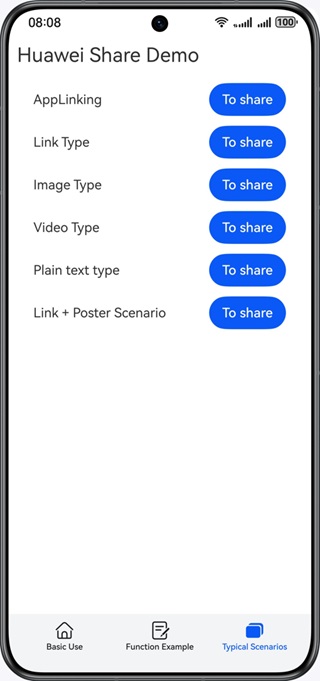 08:08
100
Huawei Share Demo
AppLinking To share
Link Type To share
Image Type To share
Video Type To share
Plain text type To share
Link + Poster Scenario To share
Basic Use Function Example Typical Scenarios